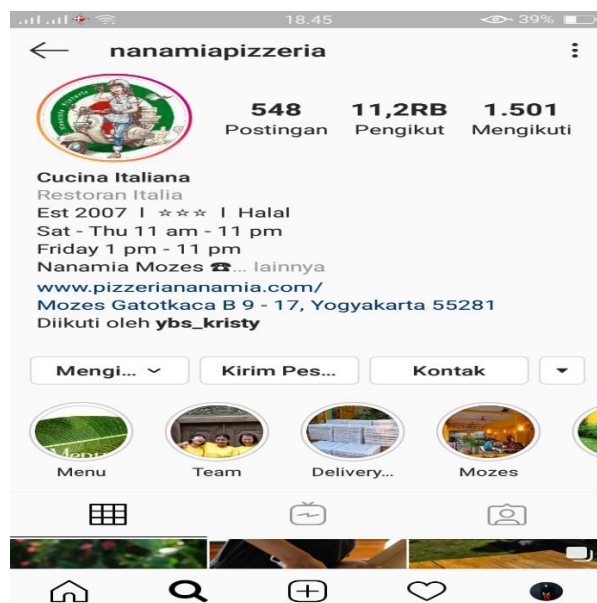 18.45
39%
nanamiapizzeria
548 11,2RB 1.501
Postingan Pengikut Mengikuti
Cucina Italiana
Restoran Italia
Est 2007 | ☆☆☆ | Halal
Sat - Thu 11 am - 11 pm
Friday 1 pm - 11 pm
Nanamia Mozes ☎... lainnya
www.pizzeriananamia.com/
Mozes Gatotkaca B 9 - 17, Yogyakarta 55281
Diikuti oleh ybs_kristy
Mengi... Kirim Pes... Kontak
Menu
Menu Team Delivery... Mozes